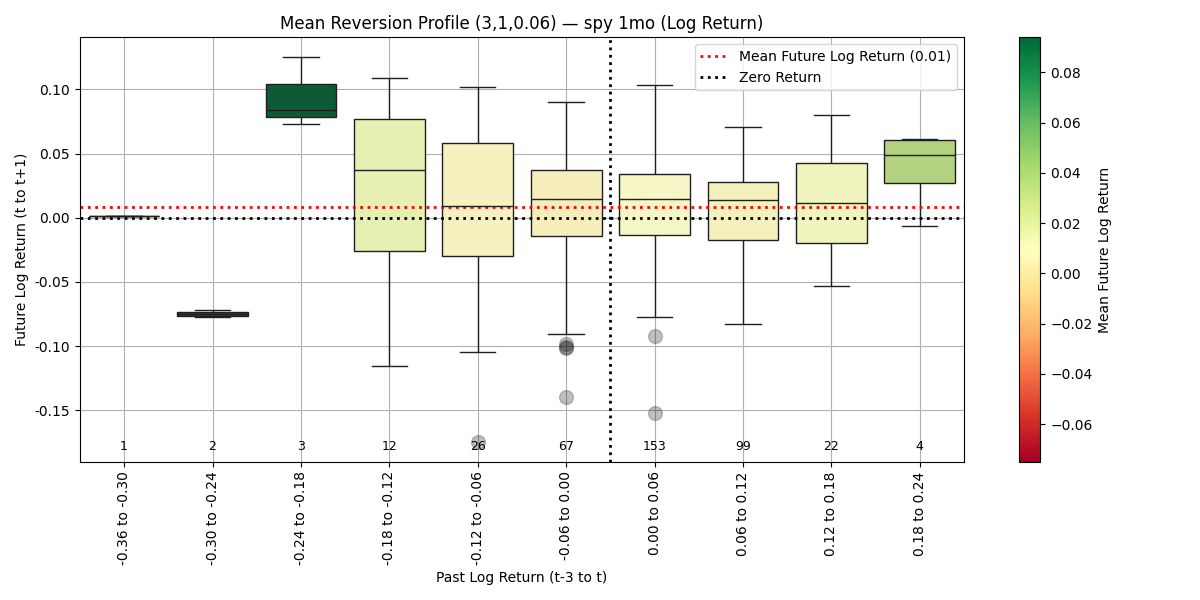 Mean Reversion Profile (3,1,0.06) — spy 1mo (Log Return)
Mean Future Log Return (0.01)
Zero Return
Future Log Return (t to t+1)
0.10
0.05
0.00
-0.05
-0.10
-0.15
1
2
3
12
26
67
153
99
22
4
-0.36 to -0.30
-0.30 to -0.24
-0.24 to -0.18
-0.18 to -0.12
-0.12 to -0.06
-0.06 to 0.00
0.00 to 0.06
0.06 to 0.12
0.12 to 0.18
0.18 to 0.24
Past Log Return (t-3 to t)
0.08
0.06
0.04
0.02
0.00
−0.02
−0.04
−0.06
Mean Future Log Return